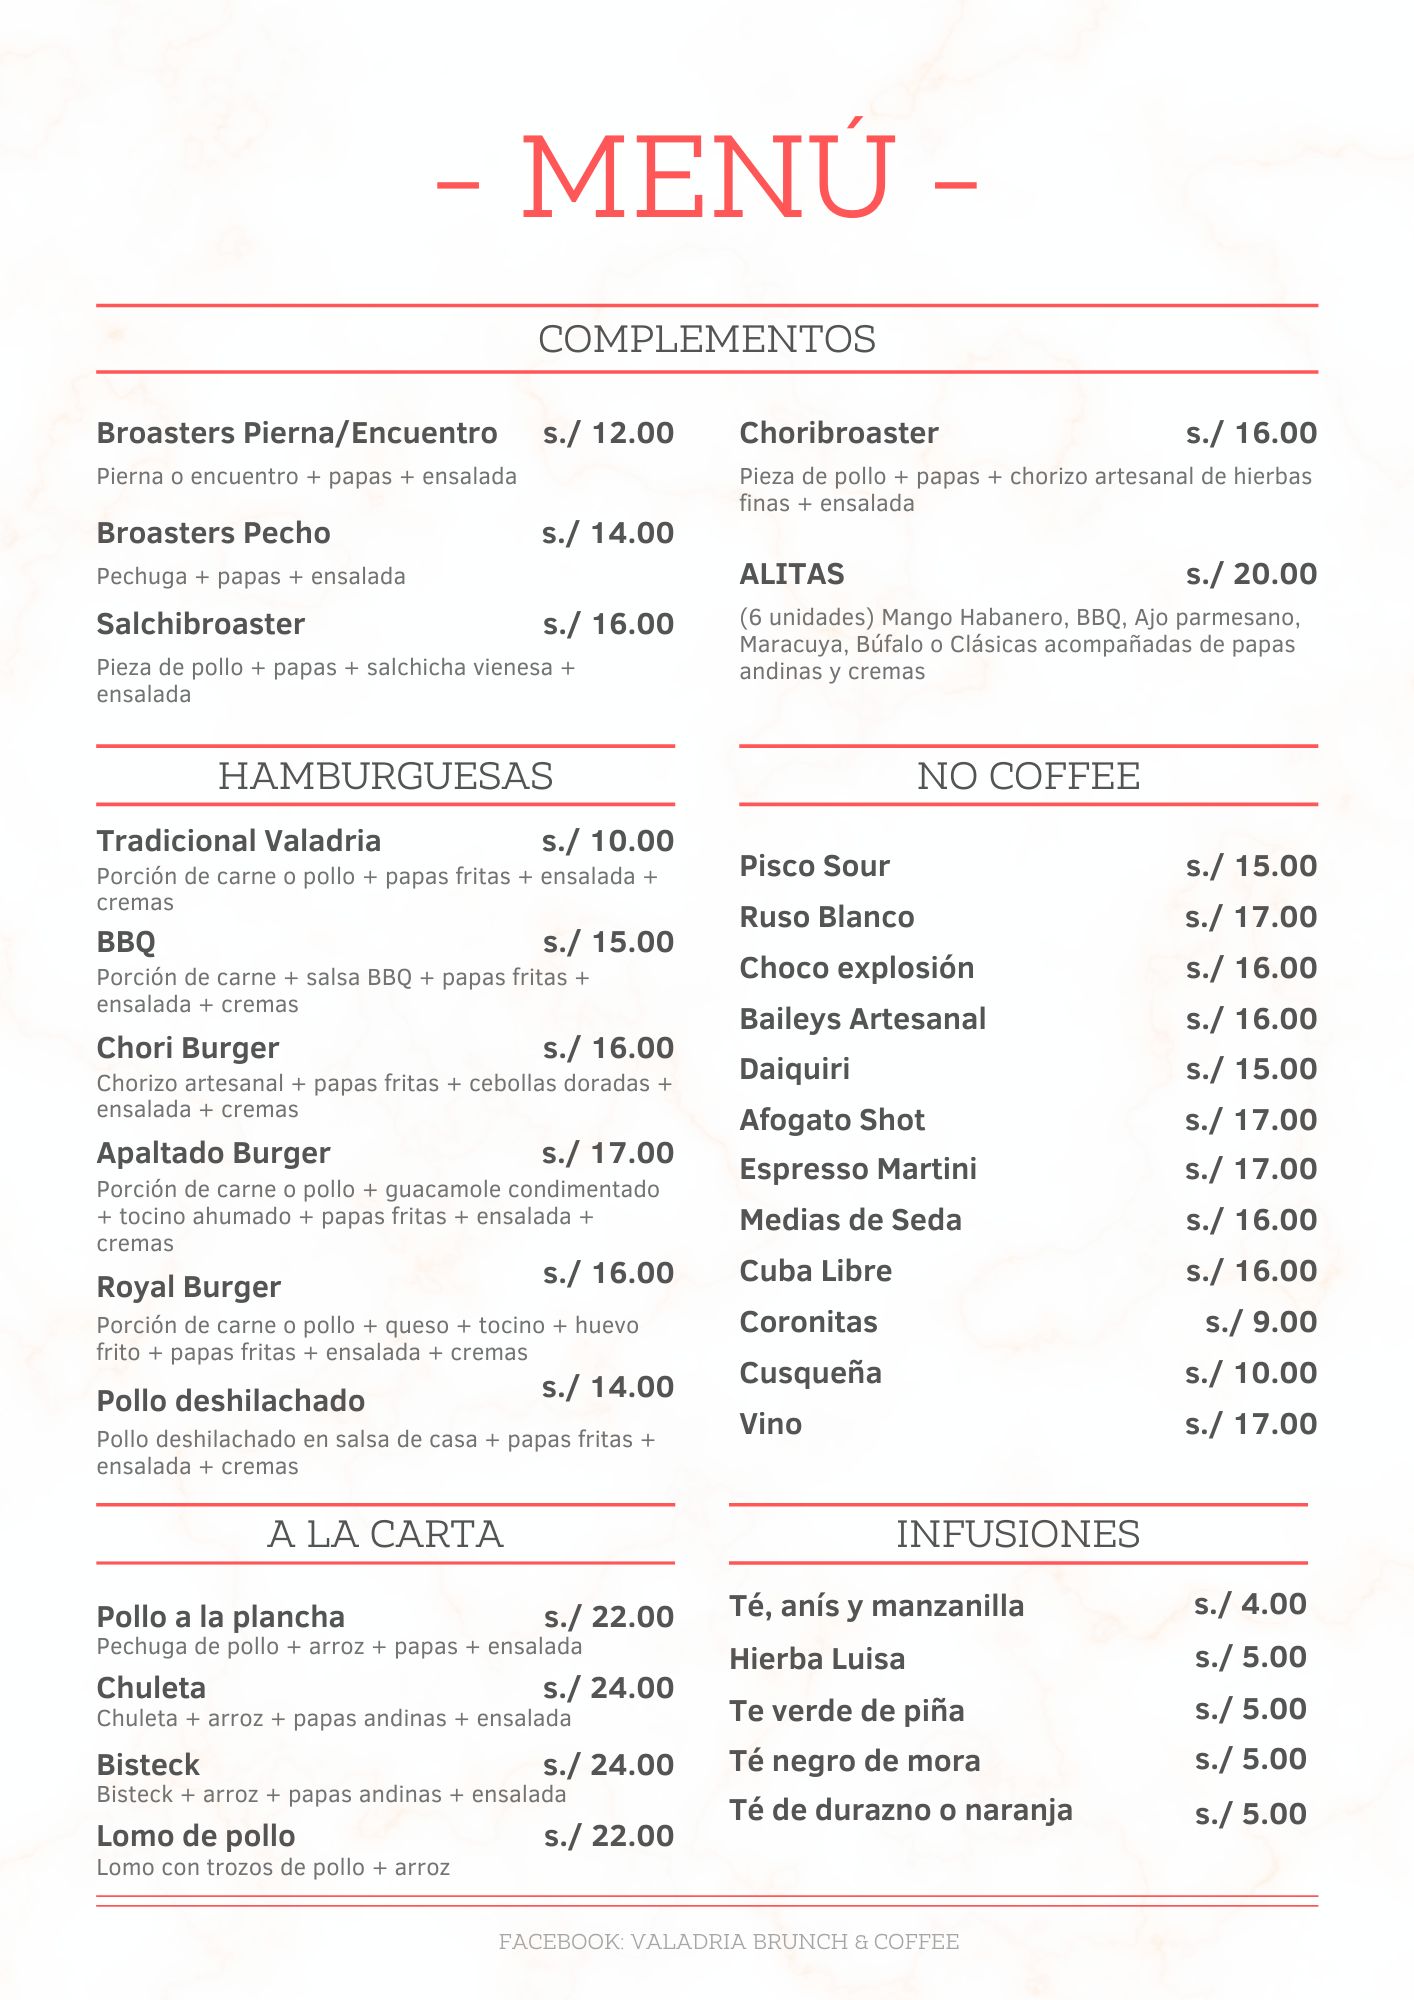 - MENÚ -
COMPLEMENTOS
Broasters Pierna/Encuentro s./ 12.00
Pierna o encuentro + papas + ensalada
Broasters Pecho s./ 14.00
Pechuga + papas + ensalada
Salchibroaster s./ 16.00
Pieza de pollo + papas + salchicha vienesa +
ensalada
Choribroaster s./ 16.00
Pieza de pollo + papas + chorizo artesanal de hierbas
finas + ensalada
ALITAS s./ 20.00
(6 unidades) Mango Habanero, BBQ, Ajo parmesano,
Maracuya, Búfalo o Clásicas acompañadas de papas
andinas y cremas
HAMBURGUESAS
Tradicional Valadria s./ 10.00
Porción de carne o pollo + papas fritas + ensalada +
cremas
BBQ s./ 15.00
Porción de carne + salsa BBQ + papas fritas +
ensalada + cremas
Chori Burger s./ 16.00
Chorizo artesanal + papas fritas + cebollas doradas +
ensalada + cremas
Apaltado Burger s./ 17.00
Porción de carne o pollo + guacamole condimentado
+ tocino ahumado + papas fritas + ensalada +
cremas
Royal Burger s./ 16.00
Porción de carne o pollo + queso + tocino + huevo
frito + papas fritas + ensalada + cremas
Pollo deshilachado s./ 14.00
Pollo deshilachado en salsa de casa + papas fritas +
ensalada + cremas
NO COFFEE
Pisco Sour s./ 15.00
Ruso Blanco s./ 17.00
Choco explosión s./ 16.00
Baileys Artesanal s./ 16.00
Daiquiri s./ 15.00
Afogato Shot s./ 17.00
Espresso Martini s./ 17.00
Medias de Seda s./ 16.00
Cuba Libre s./ 16.00
Coronitas s./ 9.00
Cusqueña s./ 10.00
Vino s./ 17.00
A LA CARTA
Pollo a la plancha s./ 22.00
Pechuga de pollo + arroz + papas + ensalada
Chuleta s./ 24.00
Chuleta + arroz + papas andinas + ensalada
Bisteck s./ 24.00
Bisteck + arroz + papas andinas + ensalada
Lomo de pollo s./ 22.00
Lomo con trozos de pollo + arroz
INFUSIONES
Té, anís y manzanilla s./ 4.00
Hierba Luisa s./ 5.00
Te verde de piña s./ 5.00
Té negro de mora s./ 5.00
Té de durazno o naranja s./ 5.00
FACEBOOK: VALADRIA BRUNCH & COFFEE